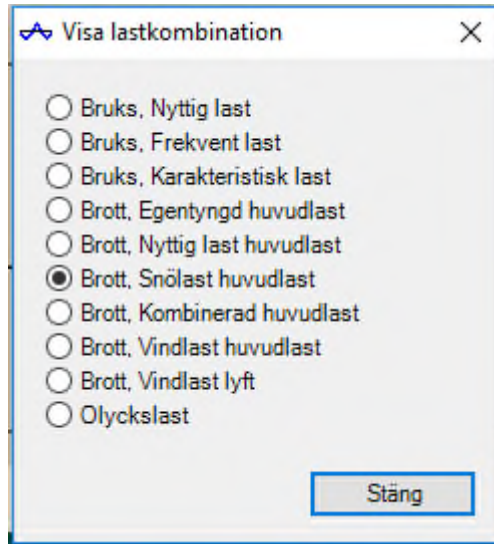 Visa lastkombination
Bruks, Nyttig last
Bruks, Frekvent last
Bruks, Karakteristisk last
Brott, Egentyngd huvudlast
Brott, Nyttig last huvudlast
Brott, Snölast huvudlast
Brott, Kombinerad huvudlast
Brott, Vindlast huvudlast
Brott, Vindlast lyft
Olyckslast
Stäng